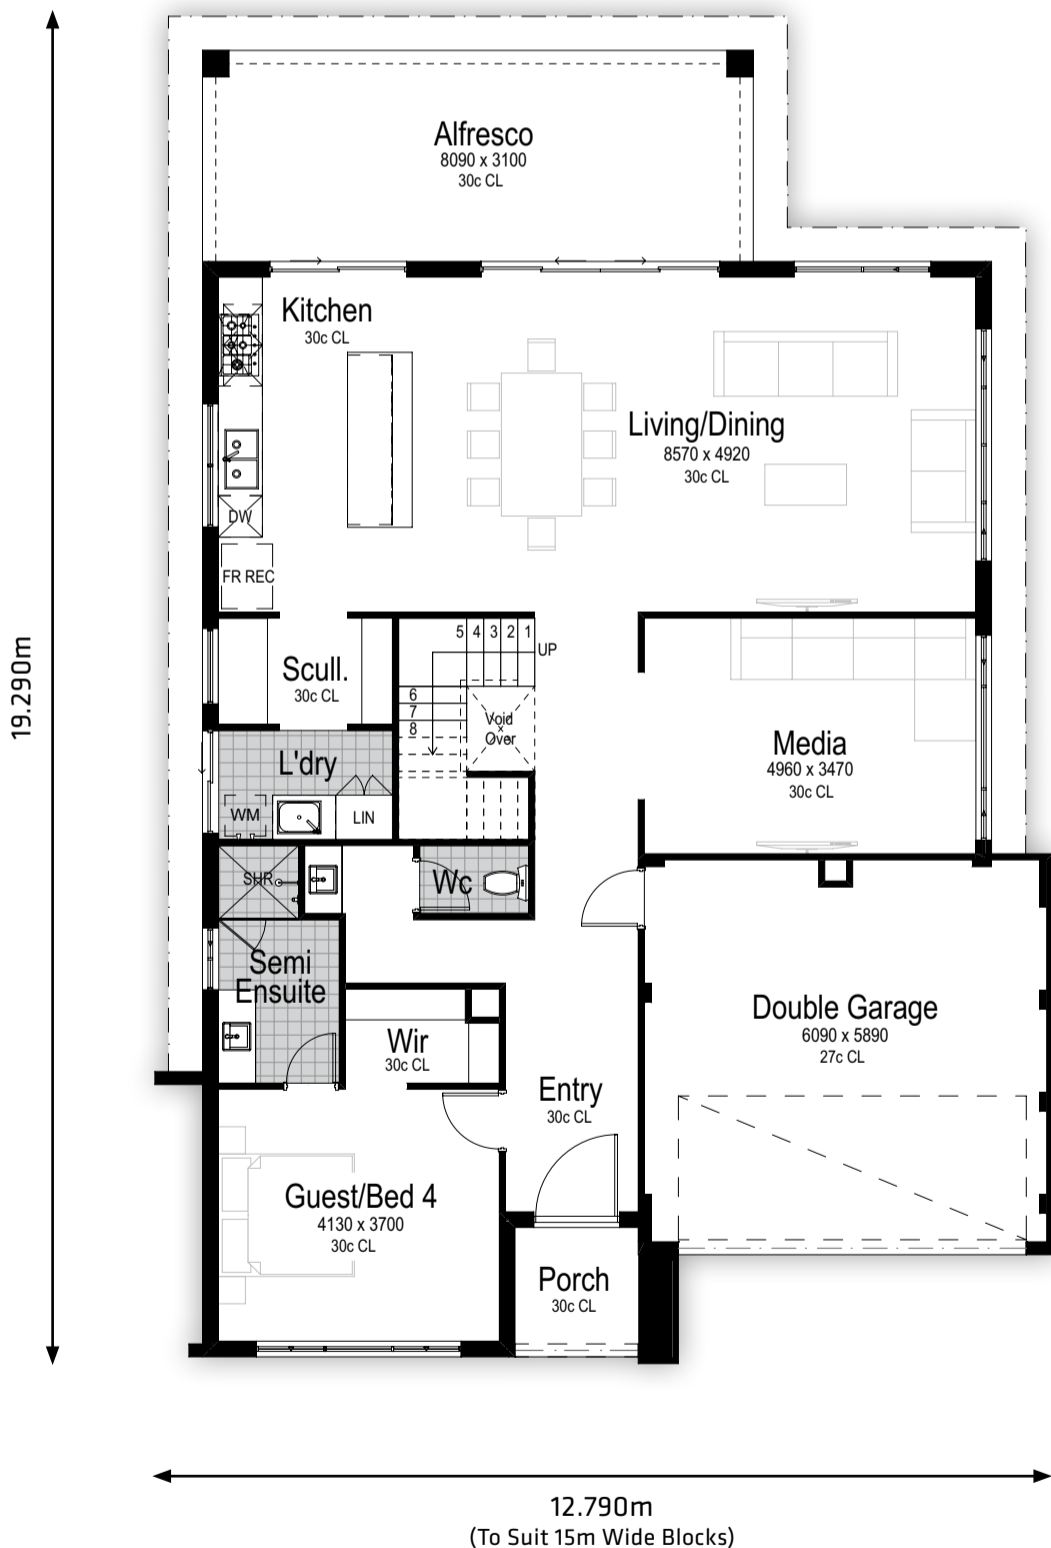 Alfresco
8090 x 3100
30c CL
Kitchen
30c CL
Living/Dining
8570 x 4920
30c CL
DW
FR REC
5 4 3 2 1
UP
6
7
8
Void
Over
Scull.
30c CL
L'dry
WM
LIN
Media
4960 x 3470
30c CL
SHR
Wc
Semi
Ensuite
Wir
30c CL
Double Garage
6090 x 5890
27c CL
Entry
30c CL
Guest/Bed 4
4130 x 3700
30c CL
Porch
30c CL
19.290m
12.790m
(To Suit 15m Wide Blocks)